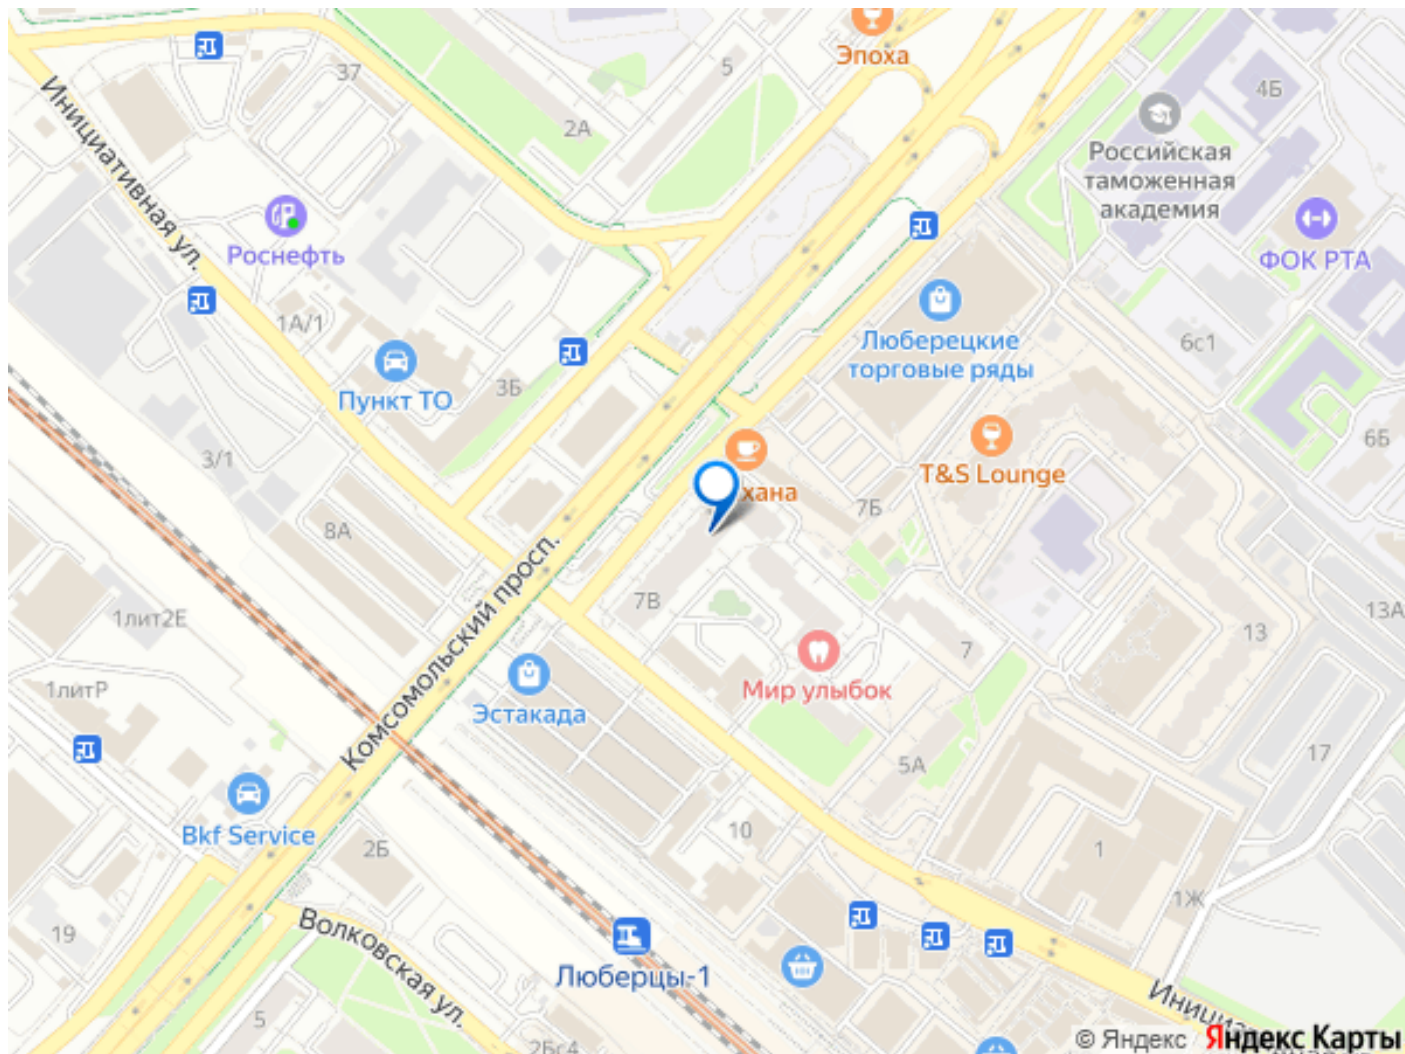 Эпоха
37
5
2А
4Б
Российская
таможенная
академия
Инициативная ул.
Роснефть
ФОК РТА
1А/1
Люберецкие
торговые ряды
6с1
3Б
Пункт ТО
6Б
3/1
T&S Lounge
хана
7Б
8А
Комсомольский просп.
7В
1лит2Е
13А
13
7
1литР
Мир улыбок
Эстакада
17
5А
Bkf Service
10
2Б
1
1Ж
19
Волковская ул.
Люберцы-1
5
2Бс4
Инициа
© Яндекс Яндекс Карты